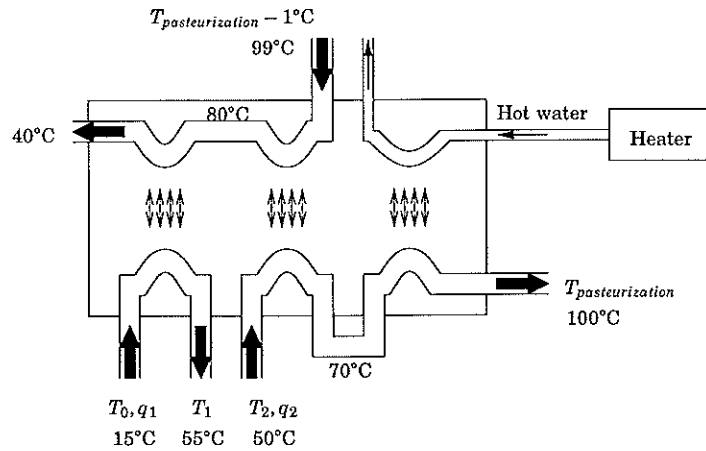 T_pasteurization − 1°C
99°C
80°C
40°C
Hot water
Heater
T_pasteurization
100°C
70°C
T_0, q_1
15°C
T_1
55°C
T_2, q_2
50°C